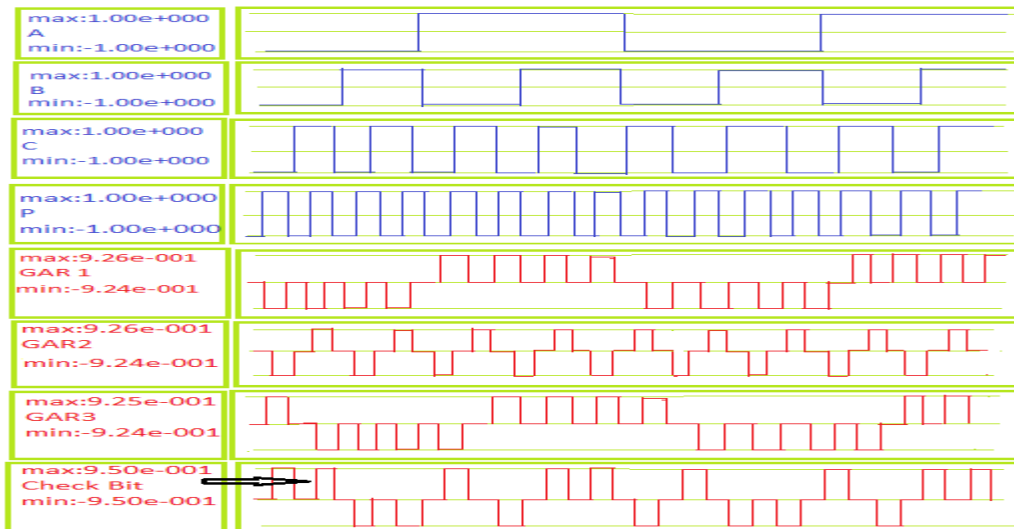 max:1.00e+000
A
min:-1.00e+000
max:1.00e+000
B
min:-1.00e+000
max:1.00e+000
C
min:-1.00e+000
max:1.00e+000
P
min:-1.00e+000
max:9.26e-001
GAR 1
min:-9.24e-001
max:9.26e-001
GAR2
min:-9.24e-001
max:9.25e-001
GAR3
min:-9.24e-001
max:9.50e-001
Check Bit
min:-9.50e-001